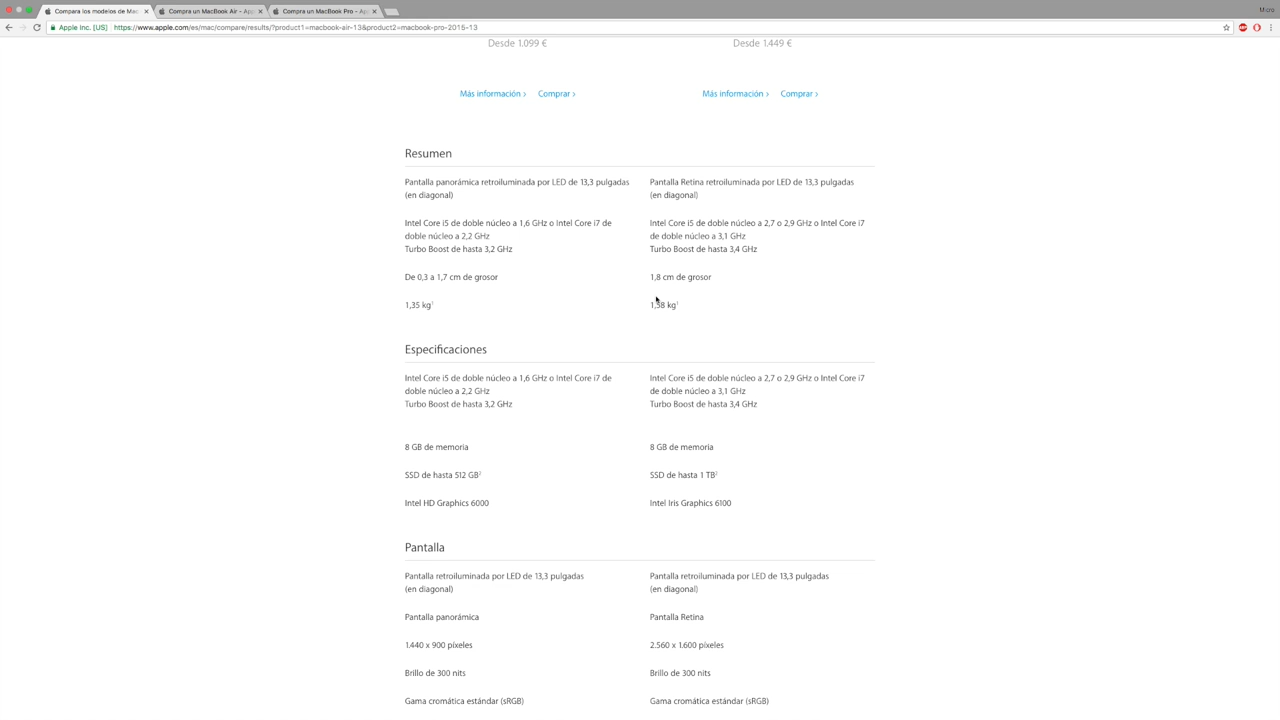 Micro
Compara los modelos de Mac
Compra un MacBook Air - App
Compra un MacBook Pro - App
Apple Inc. [US]
https://www.apple.com/es/mac/compare/results/?product1=macbook-air-13&product2=macbook-pro-2015-13
Desde 1.099 €
Desde 1.449 €
Más información > Comprar >
Más información > Comprar >
Resumen
Pantalla panorámica retroiluminada por LED de 13,3 pulgadas
(en diagonal)
Pantalla Retina retroiluminada por LED de 13,3 pulgadas
(en diagonal)
Intel Core i5 de doble núcleo a 1,6 GHz o Intel Core i7 de
doble núcleo a 2,2 GHz
Turbo Boost de hasta 3,2 GHz
Intel Core i5 de doble núcleo a 2,7 o 2,9 GHz o Intel Core i7
de doble núcleo a 3,1 GHz
Turbo Boost de hasta 3,4 GHz
De 0,3 a 1,7 cm de grosor
1,8 cm de grosor
1,35 kg¹
1,58 kg¹
Especificaciones
Intel Core i5 de doble núcleo a 1,6 GHz o Intel Core i7 de
doble núcleo a 2,2 GHz
Turbo Boost de hasta 3,2 GHz
Intel Core i5 de doble núcleo a 2,7 o 2,9 GHz o Intel Core i7
de doble núcleo a 3,1 GHz
Turbo Boost de hasta 3,4 GHz
8 GB de memoria
8 GB de memoria
SSD de hasta 512 GB²
SSD de hasta 1 TB²
Intel HD Graphics 6000
Intel Iris Graphics 6100
Pantalla
Pantalla retroiluminada por LED de 13,3 pulgadas
(en diagonal)
Pantalla retroiluminada por LED de 13,3 pulgadas
(en diagonal)
Pantalla panorámica
Pantalla Retina
1.440 x 900 píxeles
2.560 x 1.600 píxeles
Brillo de 300 nits
Brillo de 300 nits
Gama cromática estándar (sRGB)
Gama cromática estándar (sRGB)